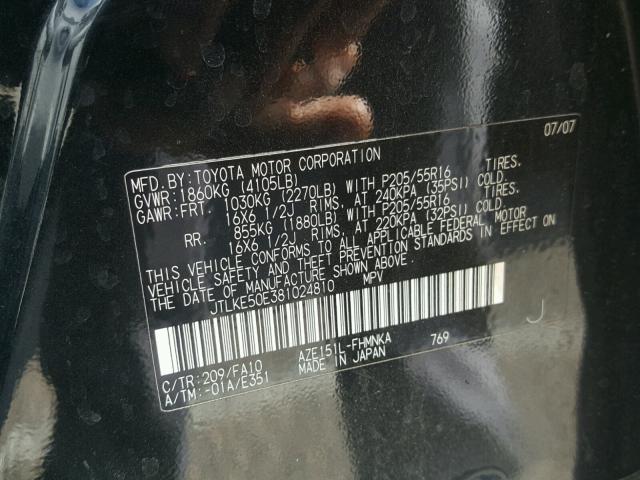 07/07
MFD.BY:TOYOTA MOTOR CORPORATION
GVWR:1860KG (4105LB)
GAWR:FRT. 1030KG (2270LB) WITH P205/55R16 TIRES.
16X6 1/2J RIMS, AT 240KPA (35PSI) COLD.
RR. 855KG (1880LB) WITH P205/55R16 TIRES.
16X6 1/2J RIMS, AT 220KPA (32PSI) COLD.
THIS VEHICLE CONFORMS TO ALL APPLICABLE FEDERAL MOTOR
VEHICLE SAFETY AND THEFT PREVENTION STANDARDS IN EFFECT ON
THE DATE OF MANUFACTURE SHOWN ABOVE.
JTLKE50E381024810 MPV
C/TR:209/FA10 AZE151L-FHMNKA 769
A/TM:-01A/E351 MADE IN JAPAN
J